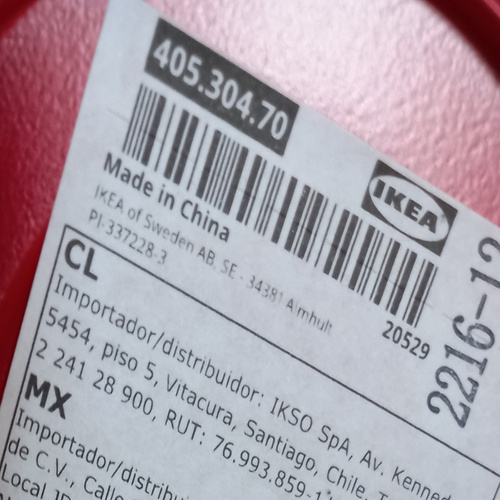 405.304.70
IKEA
Made in China
IKEA of Sweden AB, SE - 34381 Älmhult
PI-337228-3
20529
2216-12
CL
Importador/distribuidor: IKSO SpA, Av. Kenned
5454, piso 5, Vitacura, Santiago, Chile, T
2 241 28 900, RUT: 76.993.859-
MX
Importador/distribui
de C.V., Calle
Local